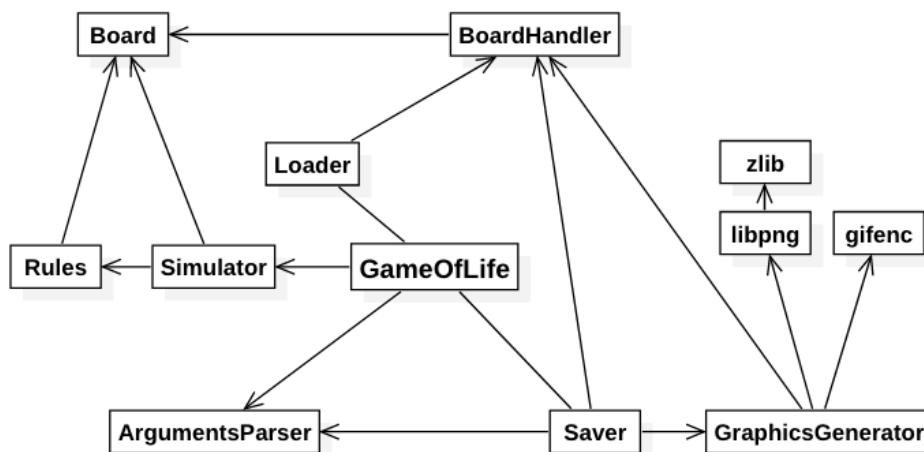 Board
BoardHandler
Loader
zlib
libpng
gifenc
Rules
Simulator
GameOfLife
ArgumentsParser
Saver
GraphicsGenerator